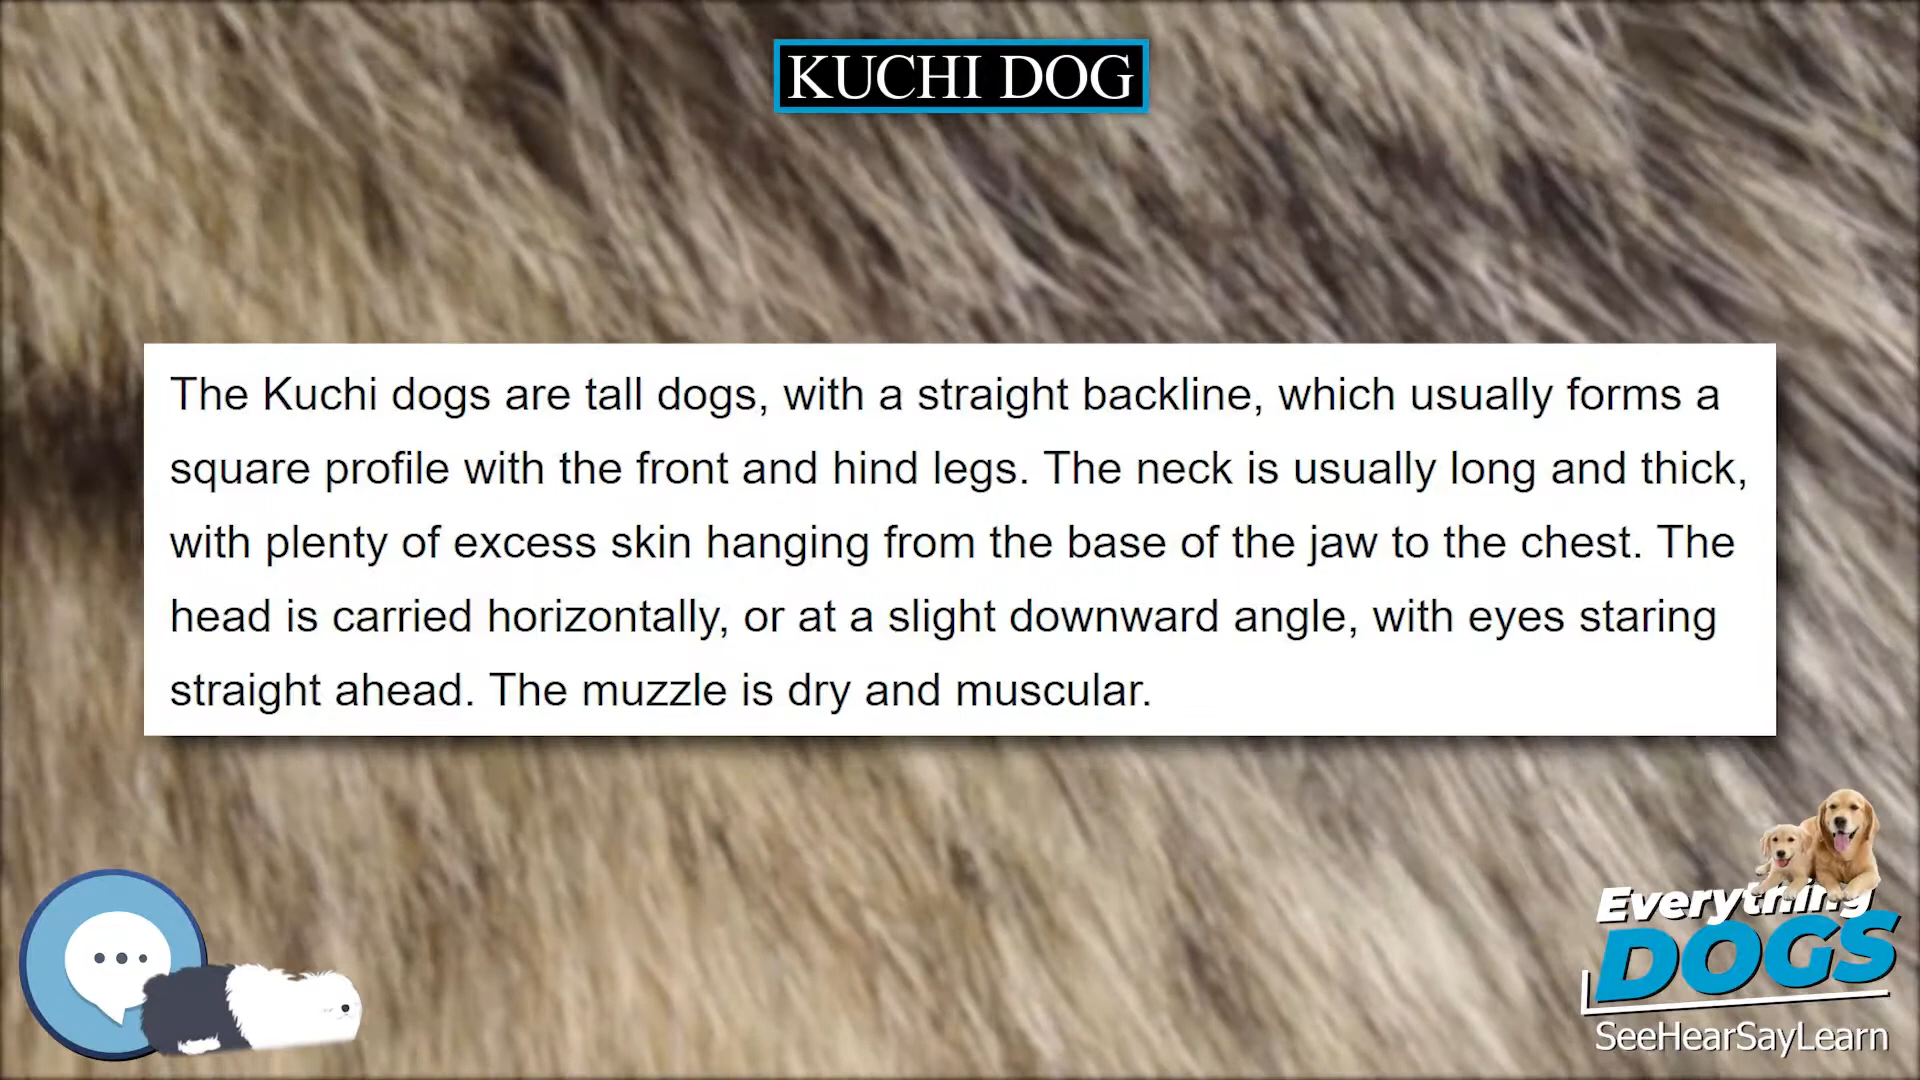 KUCHI DOG
The Kuchi dogs are tall dogs, with a straight backline, which usually forms a
square profile with the front and hind legs. The neck is usually long and thick,
with plenty of excess skin hanging from the base of the jaw to the chest. The
head is carried horizontally, or at a slight downward angle, with eyes staring
straight ahead. The muzzle is dry and muscular.
Everything
DOGS
SeeHearSayLearn